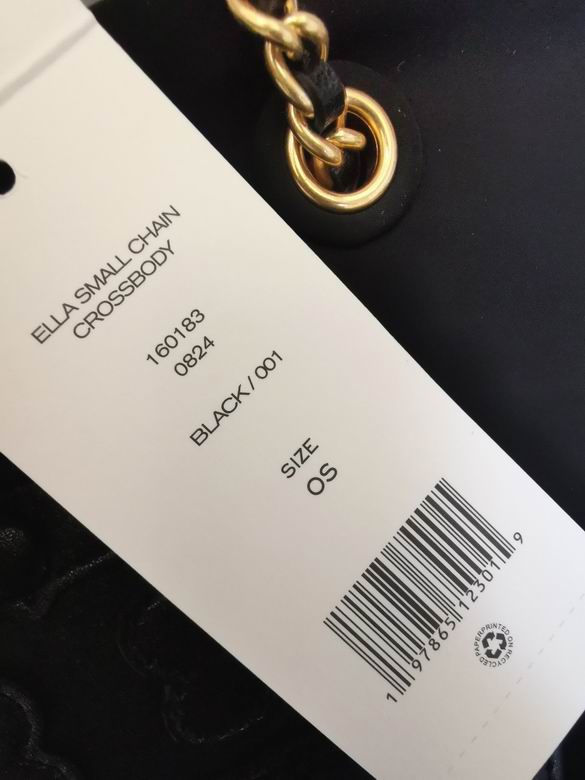 ELLA SMALL CHAIN
CROSSBODY
160183
0824
BLACK / 001
SIZE
OS
1 97865 12301 9
PRINTED ON RECYCLED PAPER